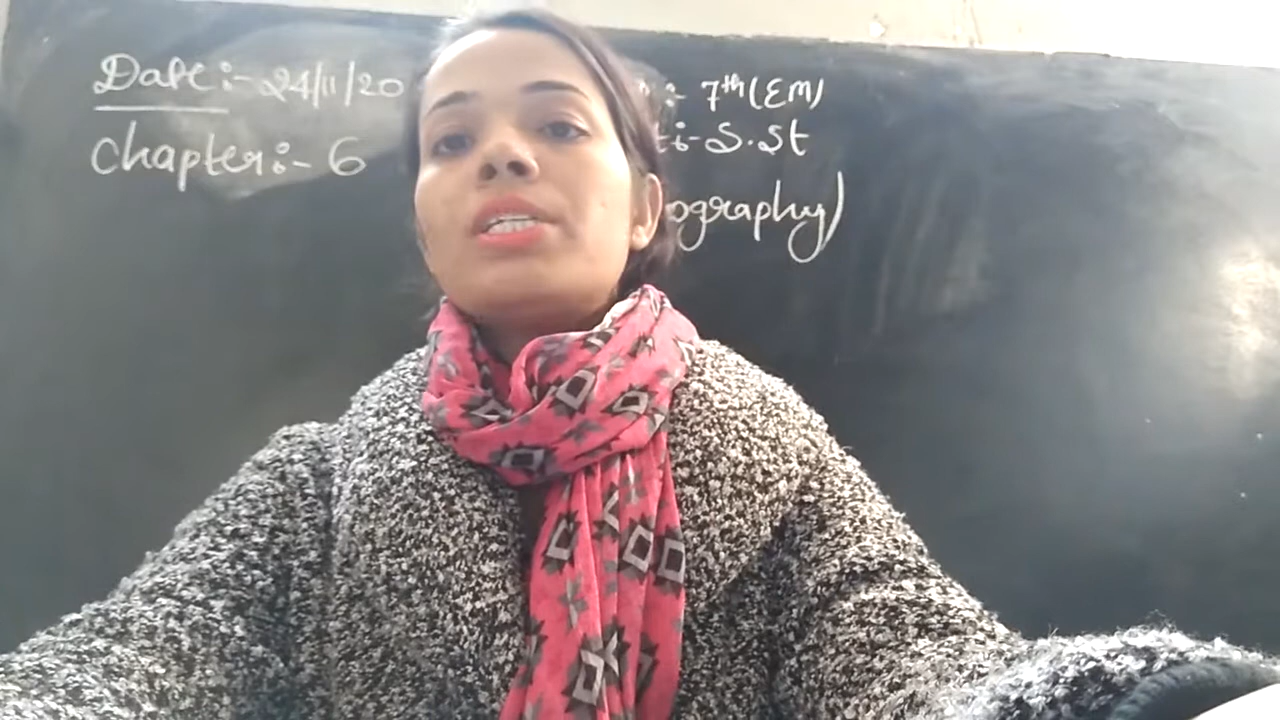 Date:- 24/11/20 :- 7th (EM)
Chapter:- 6 t:- S.St
ography)